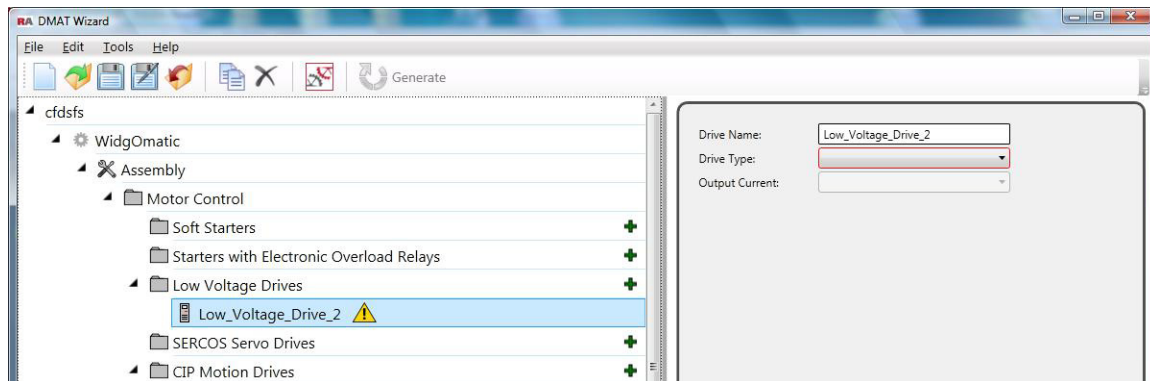 RA DMAT Wizard
File Edit Tools Help
Generate
cfdsfs
WidgOmatic
Assembly
Motor Control
Soft Starters
Starters with Electronic Overload Relays
Low Voltage Drives
Low_Voltage_Drive_2
SERCOS Servo Drives
CIP Motion Drives
Drive Name: Low_Voltage_Drive_2
Drive Type:
Output Current: